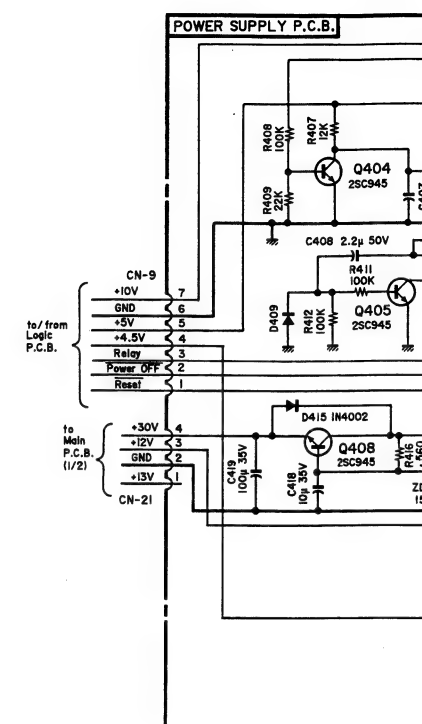 POWER SUPPLY P.C.B.
R408
100K
R407
12K
Q404
2SC945
R409
22K
C408 2.2μ 50V
R411
100K
Q405
2SC945
D409
R412
100K
CN-9
+10V 7
GND 6
+5V 5
+4.5V 4
Relay 3
Power OFF 2
Reset 1
to/from
Logic
P.C.B.
D415 1N4002
Q408
2SC945
C419
100μ 35V
C418
10μ 35V
R416
to
Main
P.C.B.
(1/2)
+30V 4
+12V 3
GND 2
+13V 1
CN-21